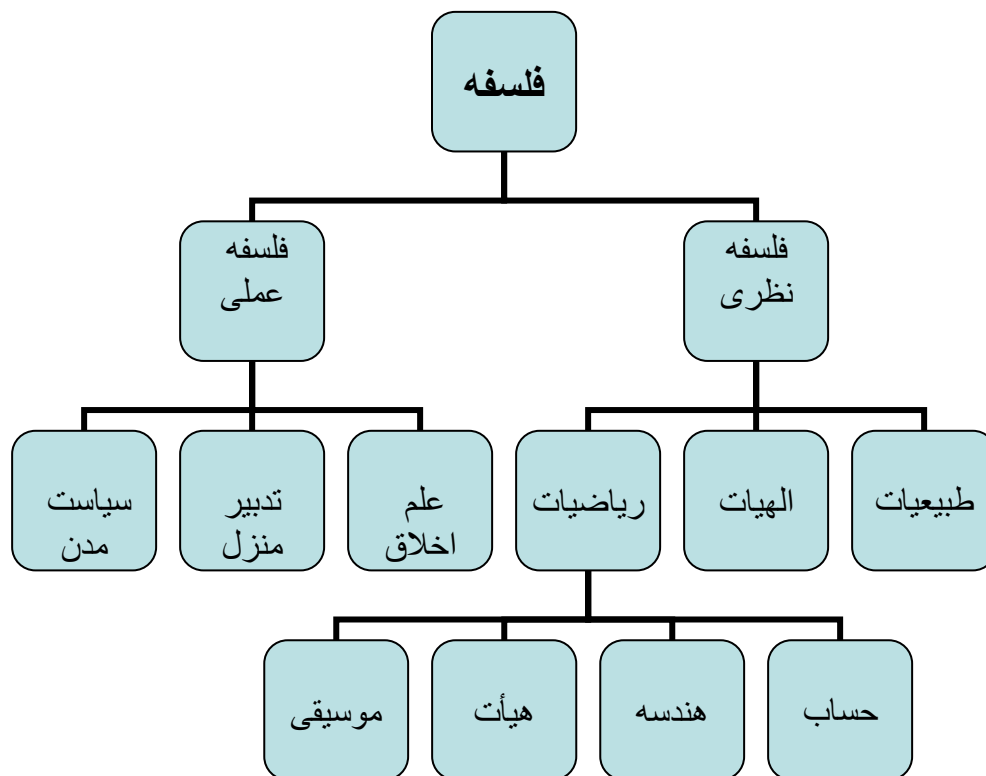 فلسفه
فلسفه
نظری
فلسفه
عملی
طبیعیات
الهیات
ریاضیات
علم
اخلاق
تدبیر
منزل
سیاست
مدن
حساب
هندسه
هیأت
موسیقی